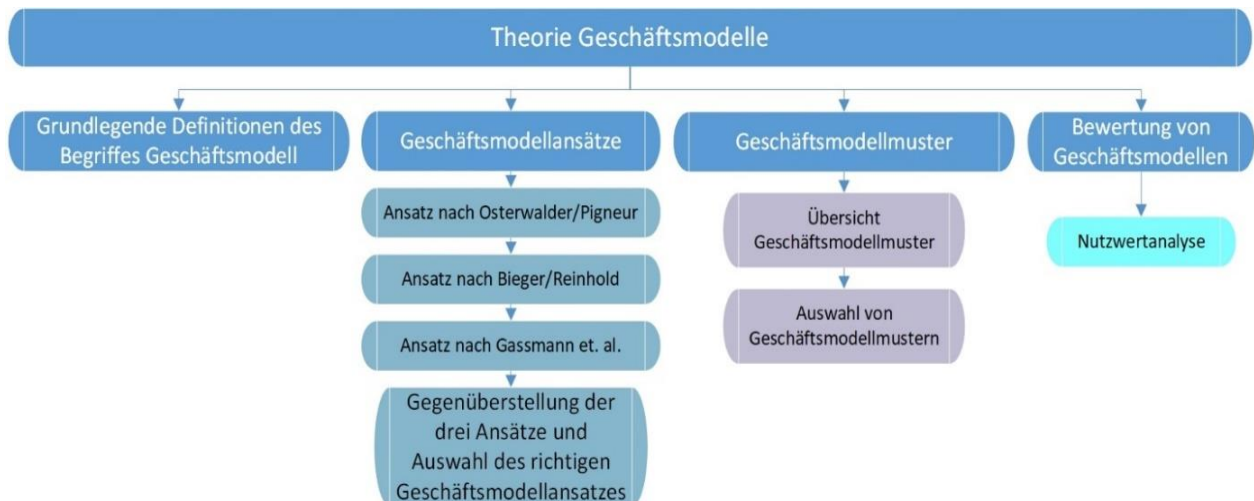 Theorie Geschäftsmodelle
Grundlegende Definitionen des
Begriffes Geschäftsmodell
Geschäftsmodellansätze
Ansatz nach Osterwalder/Pigneur
Ansatz nach Bieger/Reinhold
Ansatz nach Gassmann et. al.
Gegenüberstellung der
drei Ansätze und
Auswahl des richtigen
Geschäftsmodellansatzes
Geschäftsmodellmuster
Übersicht
Geschäftsmodellmuster
Auswahl von
Geschäftsmodellmustern
Bewertung von
Geschäftsmodellen
Nutzwertanalyse